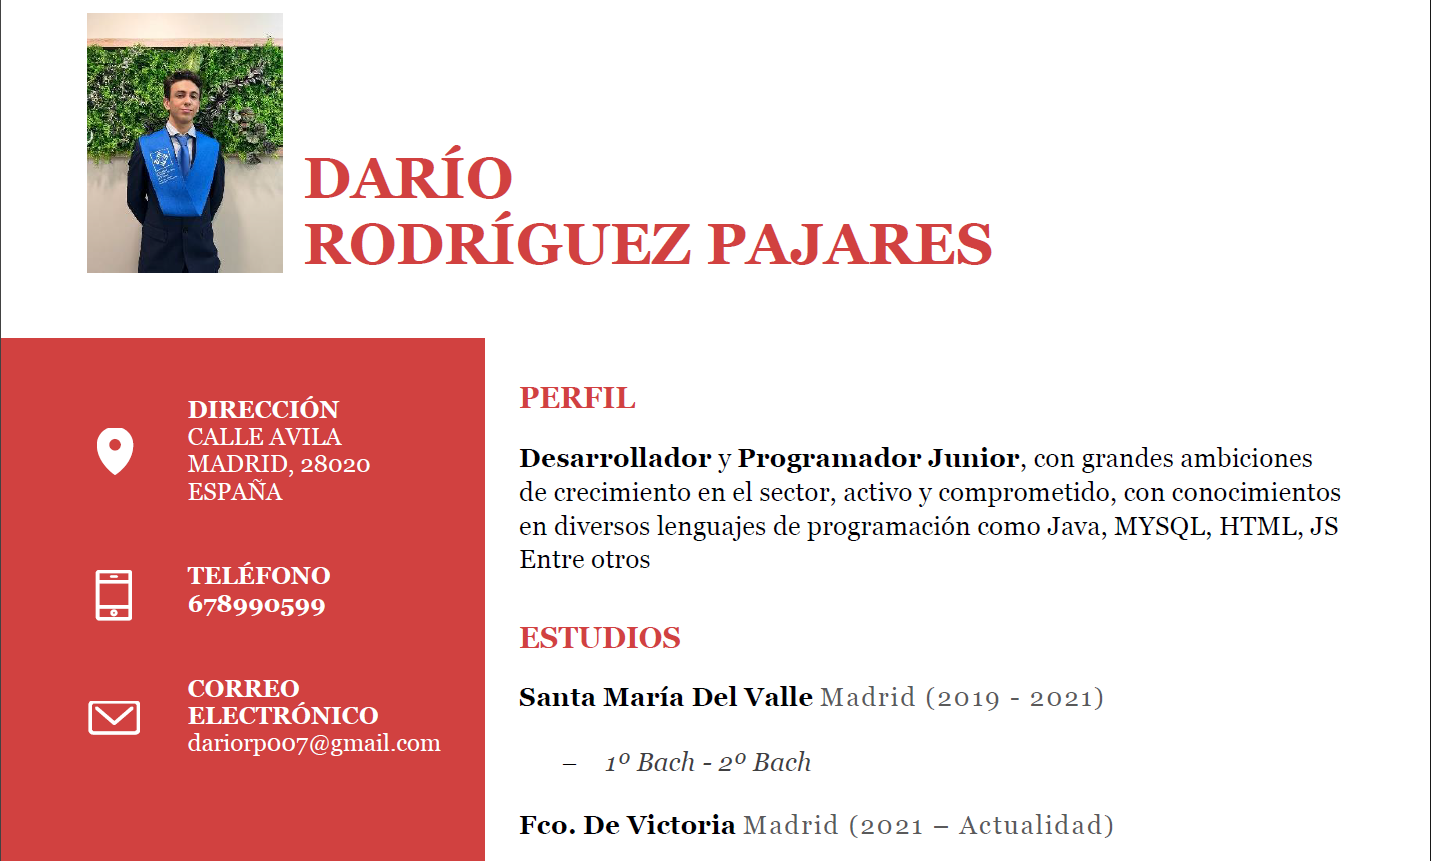 DARÍO
RODRÍGUEZ PAJARES
DIRECCIÓN
CALLE AVILA
MADRID, 28020
ESPAÑA
TELÉFONO
678990599
CORREO
ELECTRÓNICO
dariorp007@gmail.com
PERFIL
Desarrollador y Programador Junior, con grandes ambiciones
de crecimiento en el sector, activo y comprometido, con conocimientos
en diversos lenguajes de programación como Java, MYSQL, HTML, JS
Entre otros
ESTUDIOS
Santa María Del Valle Madrid (2019 - 2021)
– 1º Bach - 2º Bach
Fco. De Victoria Madrid (2021 – Actualidad)